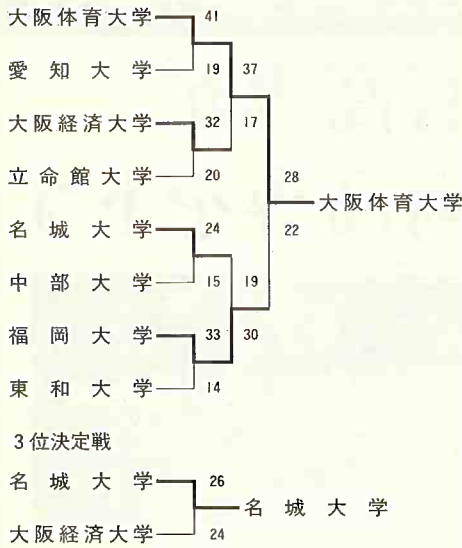 大阪体育大学 41
愛知大学 19 37
大阪経済大学 32 17
立命館大学 20 28
大阪体育大学
名城大学 24 22
中部大学 15 19
福岡大学 33 30
東和大学 14
3位決定戦
名城大学 26
名城大学
大阪経済大学 24